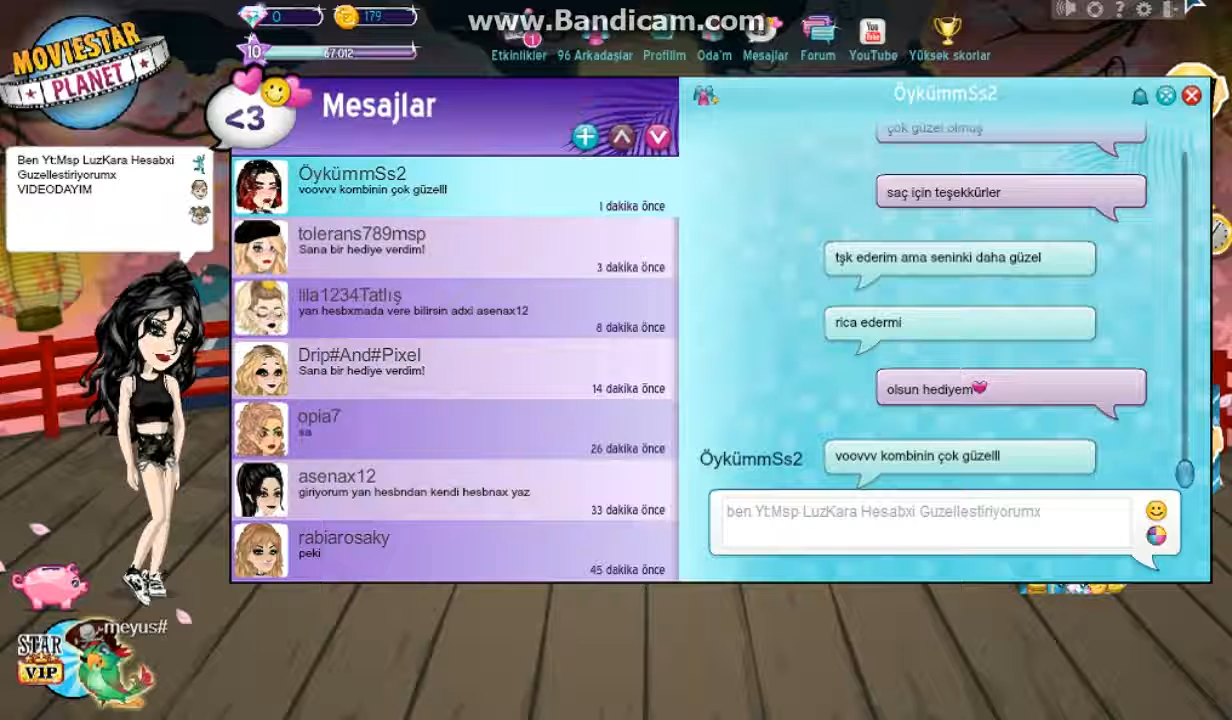 www.Bandicam.com
MOVIESTAR
PLANET
0
179
10
67.012
1
Etkinlikler
96 Arkadaşlar
Profilim
Oda'm
Mesajlar
Forum
You
Tube
YouTube
Yüksek skorlar
Ben Yt:Msp LuzKara Hesabxi
Guzellestiriyorumx
VIDEODAYIM
<3
Mesajlar
ÖykümmSs2
voovvv kombinin çok güzelll
1 dakika önce
tolerans789msp
Sana bir hediye verdim!
3 dakika önce
lila1234Tatlış
yan hesbxmada vere bilirsin adxi asenax12
8 dakika önce
Drip#And#Pixel
Sana bir hediye verdim!
14 dakika önce
opia7
sa
26 dakika önce
asenax12
giriyorum yan hesbndan kendi hesbnax yaz
33 dakika önce
rabiarosaky
peki
45 dakika önce
ÖykümmSs2
çok güzel olmuş
saç için teşekkürler
tşk ederim ama seninki daha güzel
rica edermi
olsun hediyem
ÖykümmSs2
voovvv kombinin çok güzelll
ben Yt:Msp LuzKara Hesabxi Guzellestiriyorumx
meyus#
STAR
VIP